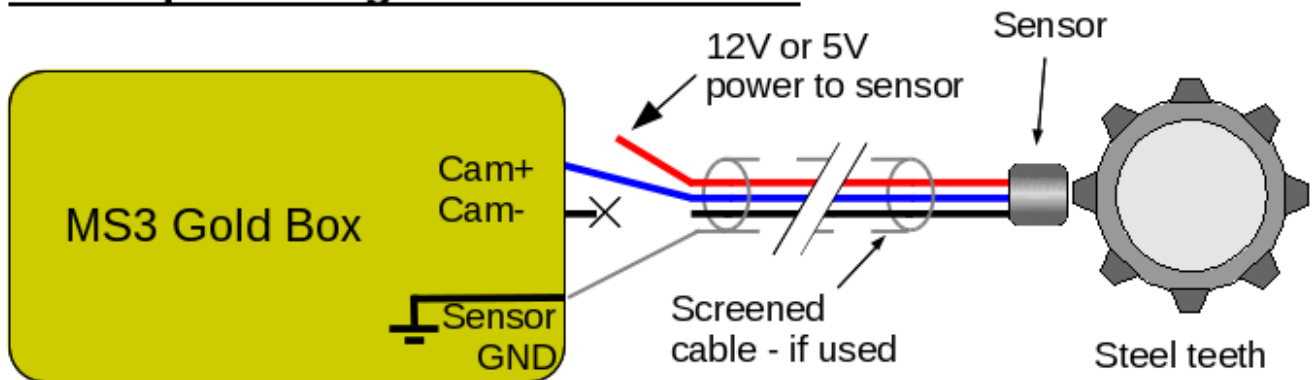 Sensor
12V or 5V
power to sensor
Cam+
Cam-
MS3 Gold Box
Sensor
GND
Screened
cable - if used
Steel teeth